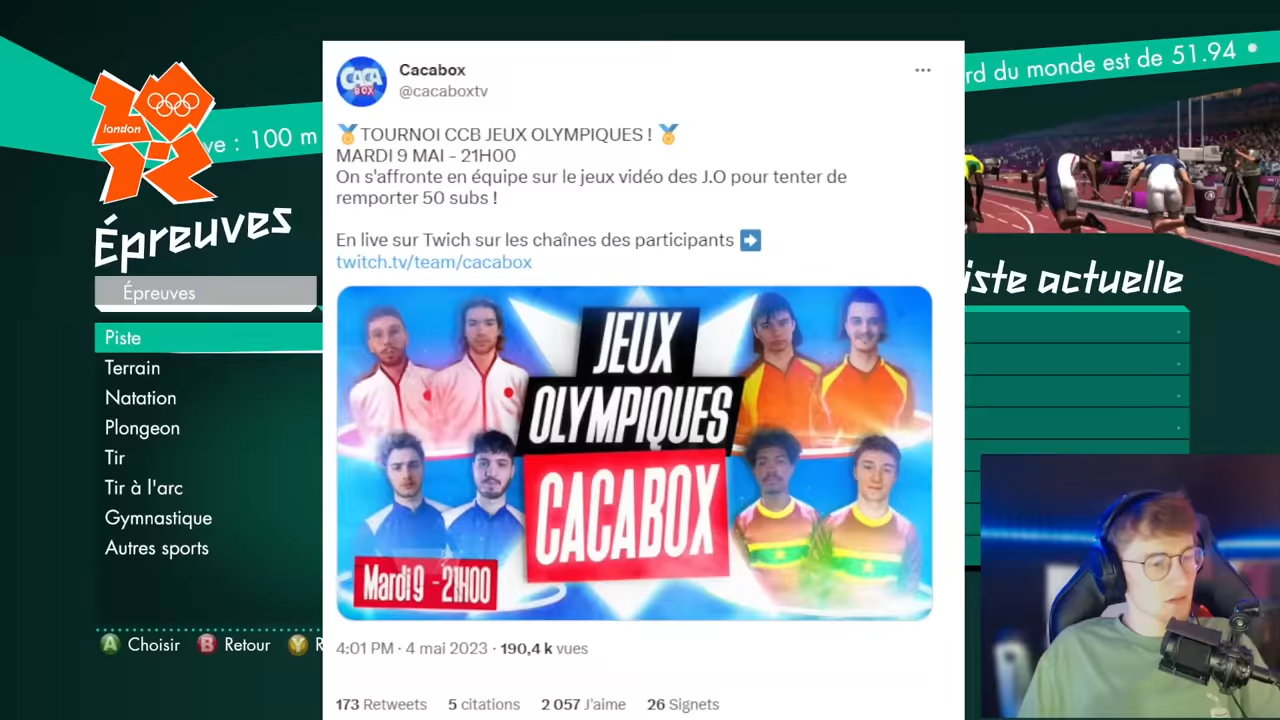 Cacabox
@cacaboxtv
🥇TOURNOI CCB JEUX OLYMPIQUES ! 🥇
MARDI 9 MAI - 21H00
On s'affronte en équipe sur le jeux vidéo des J.O pour tenter de
remporter 50 subs !
En live sur Twich sur les chaînes des participants ➡
twitch.tv/team/cacabox
JEUX
OLYMPIQUES
CACABOX
Mardi 9 - 21H00
4:01 PM · 4 mai 2023 · 190,4 k vues
173 Retweets 5 citations 2 057 J'aime 26 Signets
london
ve : 100 m
rd du monde est de 51.94
Épreuves
Épreuves
Piste
Terrain
Natation
Plongeon
Tir
Tir à l'arc
Gymnastique
Autres sports
A Choisir B Retour Y R
iste actuelle
CACA
BOX